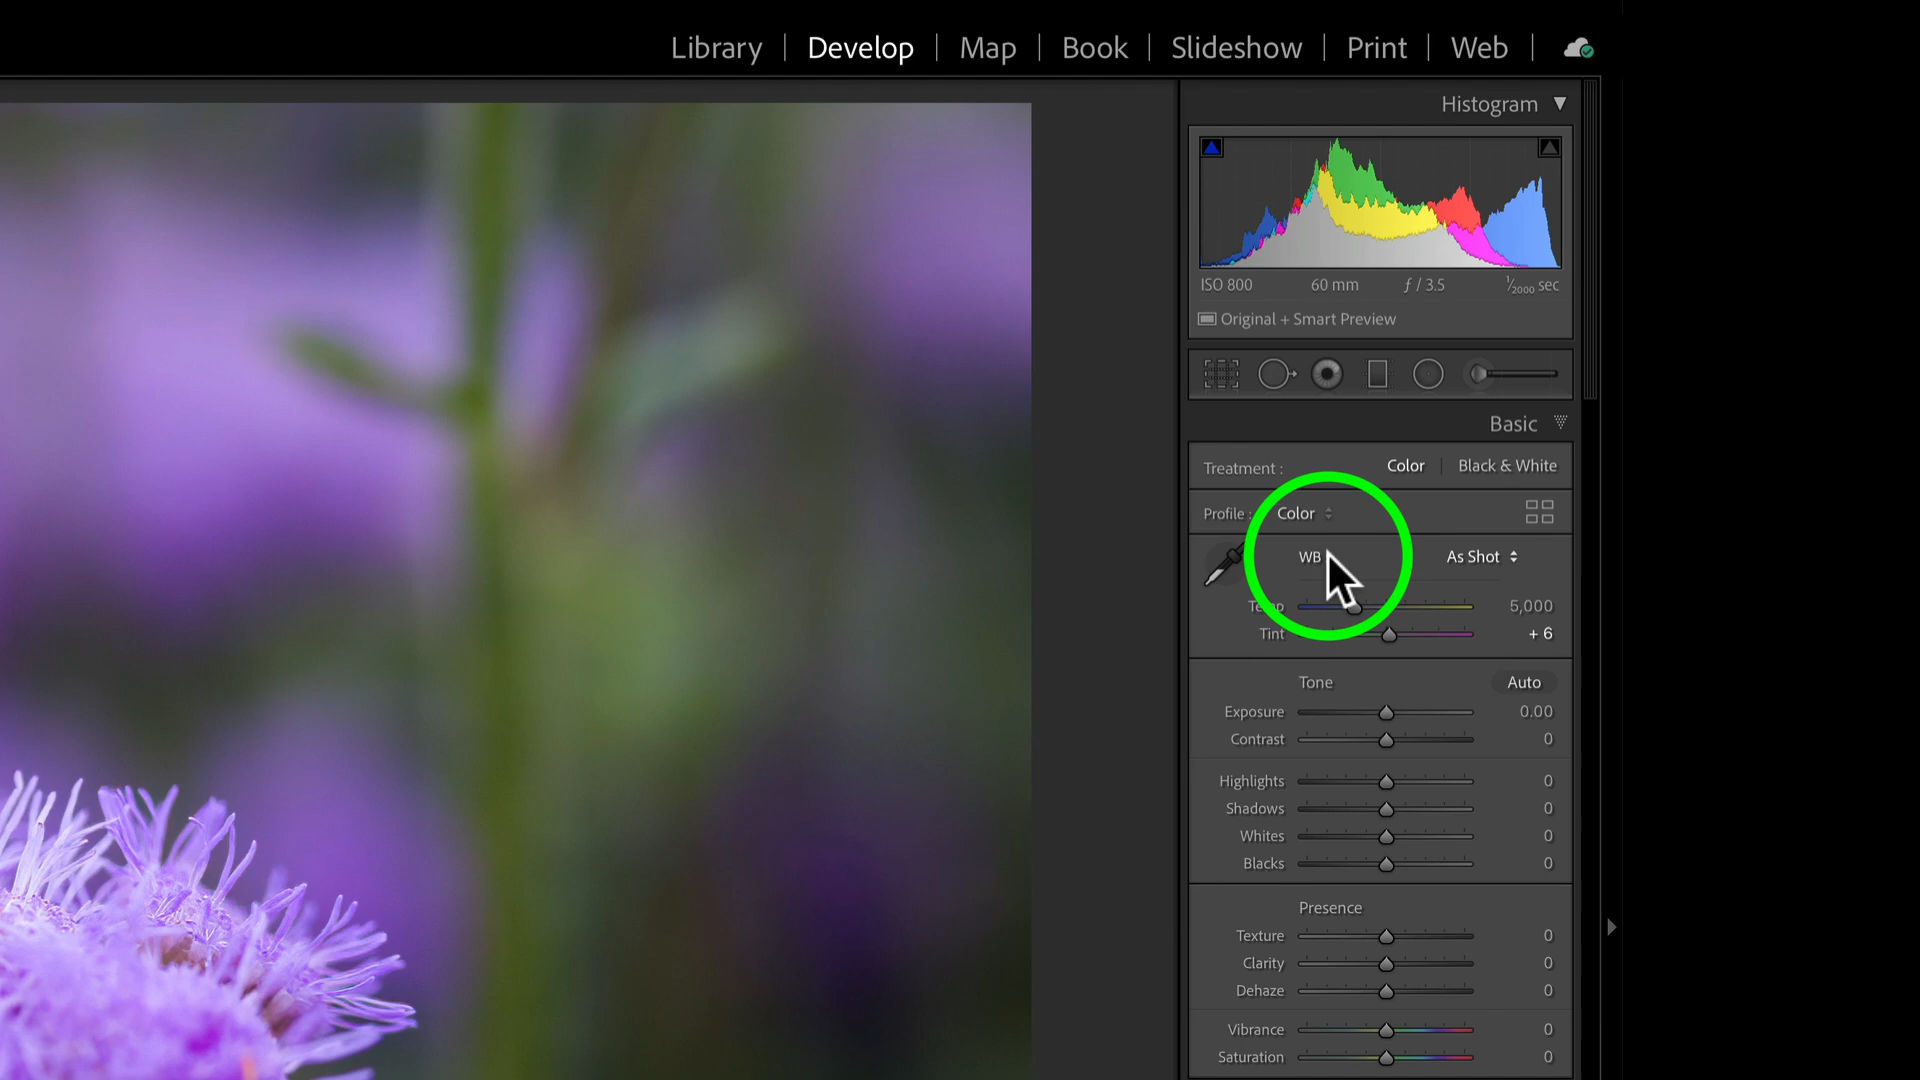 Library | Develop | Map | Book | Slideshow | Print | Web |
Histogram
ISO 800 60 mm ƒ / 3.5 1/2000 sec
Original + Smart Preview
Basic
Treatment : Color | Black & White
Profile : Color
WB As Shot
Temp 5,000
Tint + 6
Tone Auto
Exposure 0.00
Contrast 0
Highlights 0
Shadows 0
Whites 0
Blacks 0
Presence
Texture 0
Clarity 0
Dehaze 0
Vibrance 0
Saturation 0